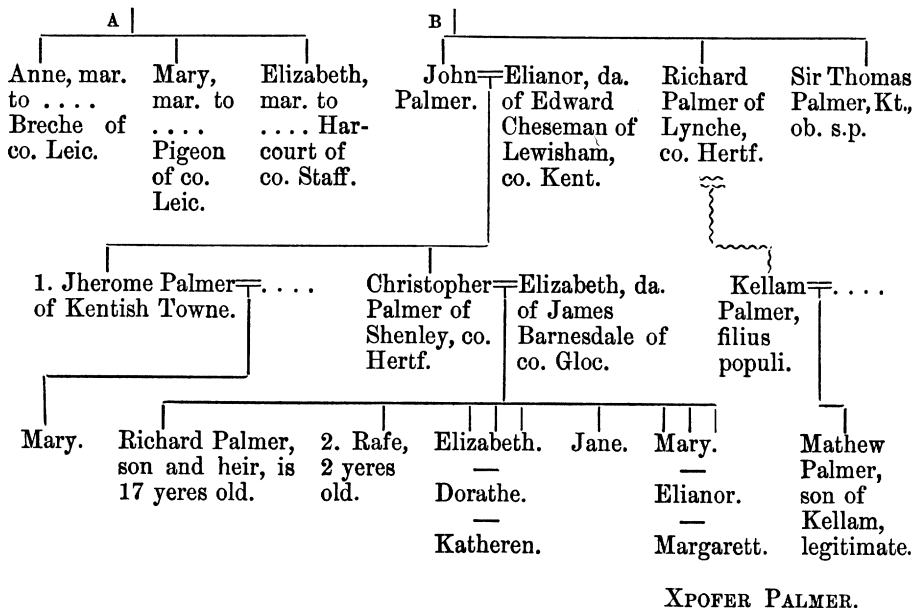 A
B
Anne, mar.
to . . . .
Breche of
co. Leic.
Mary,
mar. to
. . . .
Pigeon
of co.
Leic.
Elizabeth,
mar. to
. . . . Har-
court of
co. Staff.
John
Palmer.
Elianor, da.
of Edward
Cheseman of
Lewisham,
co. Kent.
Richard
Palmer of
Lynche,
co. Hertf.
Sir Thomas
Palmer, Kt.,
ob. s.p.
1. Jherome Palmer
of Kentish Towne.
. . . .
Christopher
Palmer of
Shenley, co.
Hertf.
Elizabeth, da.
of James
Barnesdale of
co. Gloc.
Kellam
Palmer,
filius
populi.
. . . .
Mary.
Richard Palmer,
son and heir, is
17 yeres old.
2. Rafe,
2 yeres
old.
Elizabeth.
—
Dorathe.
—
Katheren.
Jane.
Mary.
—
Elianor.
—
Margarett.
Mathew
Palmer,
son of
Kellam,
legitimate.
XPOFER PALMER.